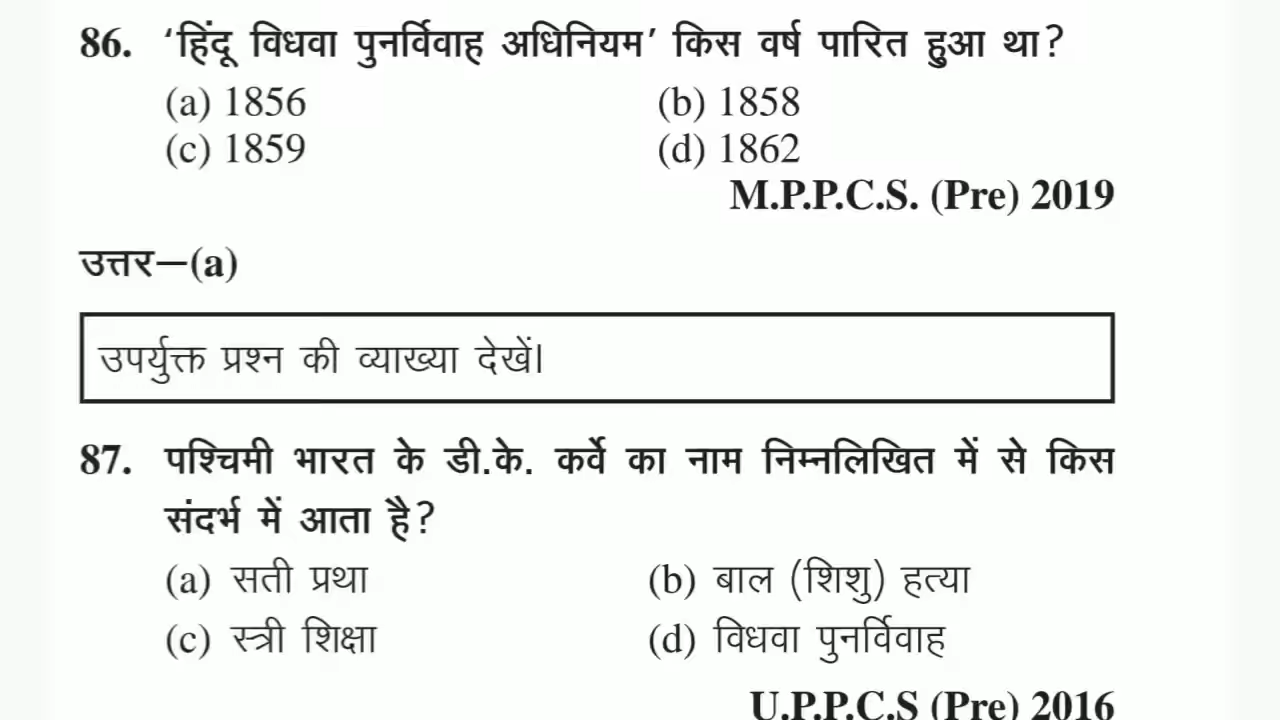 86. ‘हिंदू विधवा पुनर्विवाह अधिनियम’ किस वर्ष पारित हुआ था?
(a) 1856 (b) 1858
(c) 1859 (d) 1862
M.P.P.C.S. (Pre) 2019
उत्तर—(a)
उपर्युक्त प्रश्न की व्याख्या देखें।
87. पश्चिमी भारत के डी.के. कर्वे का नाम निम्नलिखित में से किस
संदर्भ में आता है?
(a) सती प्रथा (b) बाल (शिशु) हत्या
(c) स्त्री शिक्षा (d) विधवा पुनर्विवाह
U.P.P.C.S (Pre) 2016